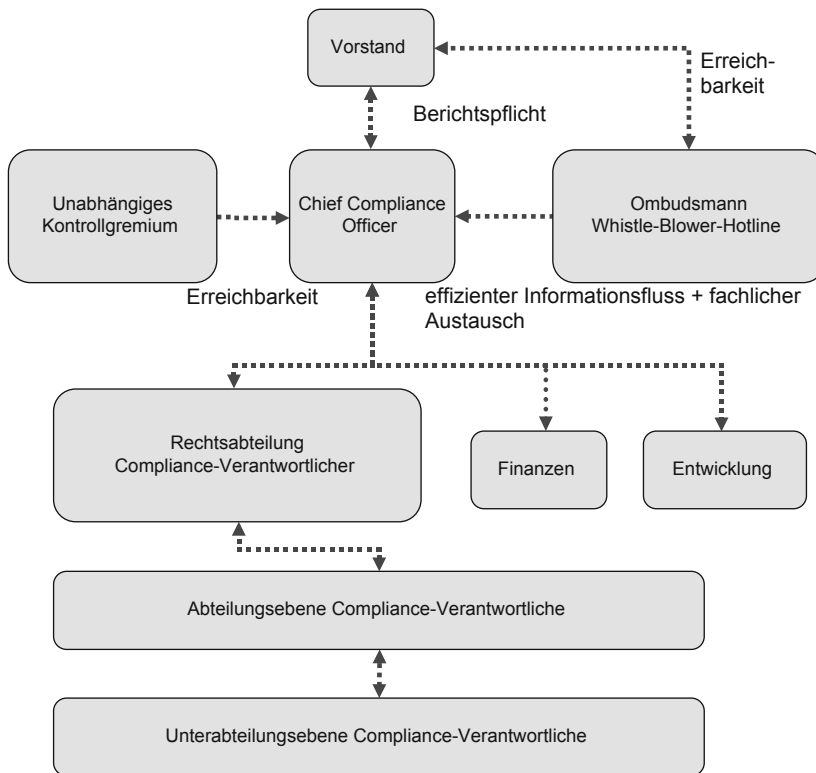 Vorstand
Erreich-
barkeit
Berichtspflicht
Unabhängiges
Kontrollgremium
Chief Compliance
Officer
Ombudsmann
Whistle-Blower-Hotline
Erreichbarkeit
effizienter Informationsfluss + fachlicher
Austausch
Rechtsabteilung
Compliance-Verantwortlicher
Finanzen
Entwicklung
Abteilungsebene Compliance-Verantwortliche
Unterabteilungsebene Compliance-Verantwortliche